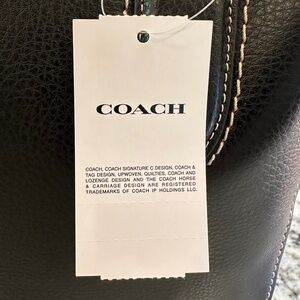 COACH
COACH, COACH SIGNATURE C DESIGN, COACH &
TAG DESIGN, UPWOVEN, QUILTIES, COACH AND
LOZENGE DESIGN AND THE COACH HORSE
& CARRIAGE DESIGN ARE REGISTERED
TRADEMARKS OF COACH IP HOLDINGS LLC.